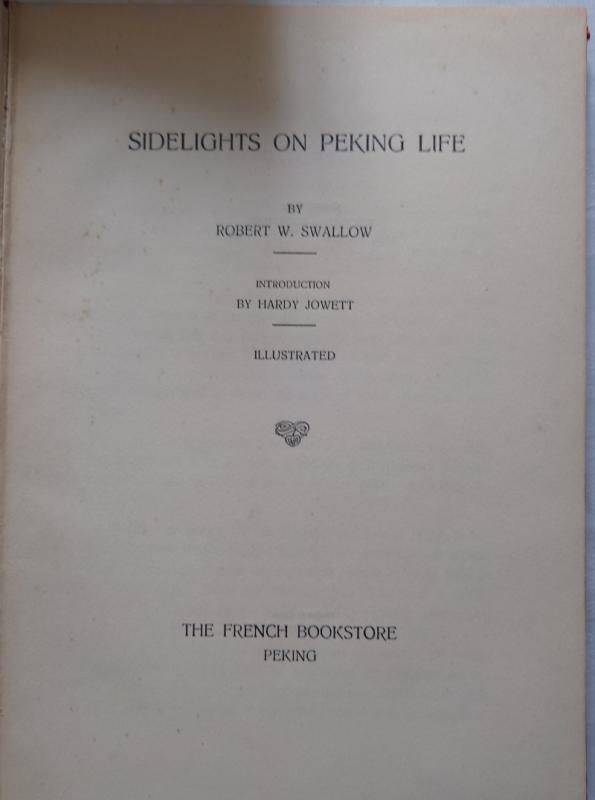 SIDELIGHTS ON PEKING LIFE
BY
ROBERT W. SWALLOW
INTRODUCTION
BY HARDY JOWETT
ILLUSTRATED
THE FRENCH BOOKSTORE
PEKING